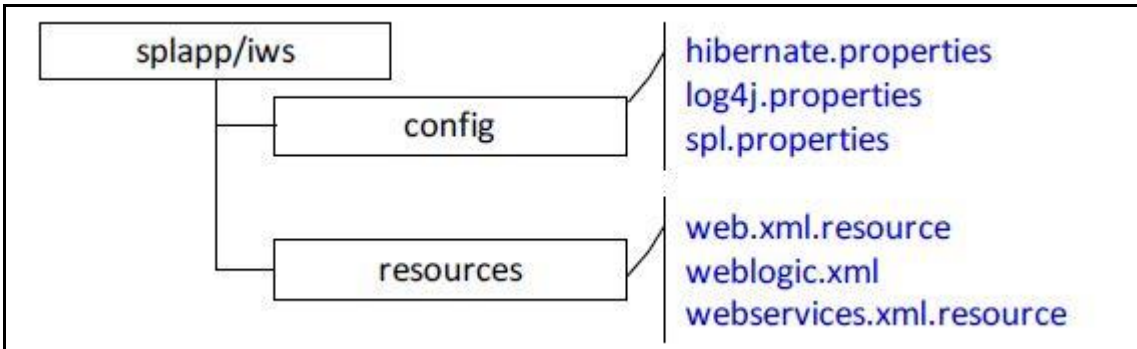 splapp/iws
config
hibernate.properties
log4j.properties
spl.properties
resources
web.xml.resource
weblogic.xml
webservices.xml.resource